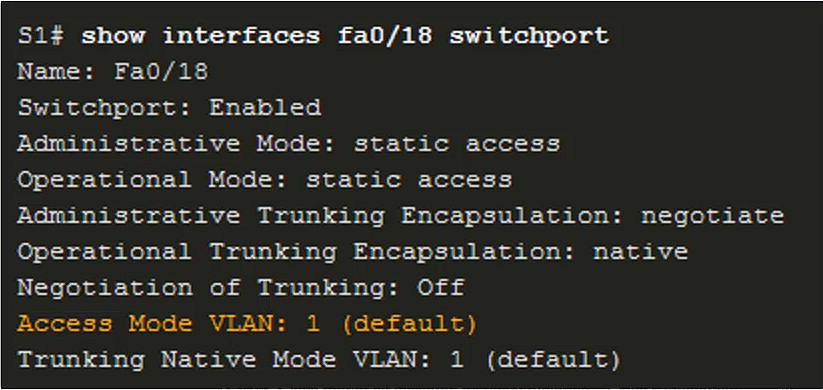 S1# show interfaces fa0/18 switchport
Name: Fa0/18
Switchport: Enabled
Administrative Mode: static access
Operational Mode: static access
Administrative Trunking Encapsulation: negotiate
Operational Trunking Encapsulation: native
Negotiation of Trunking: Off
Access Mode VLAN: 1 (default)
Trunking Native Mode VLAN: 1 (default)